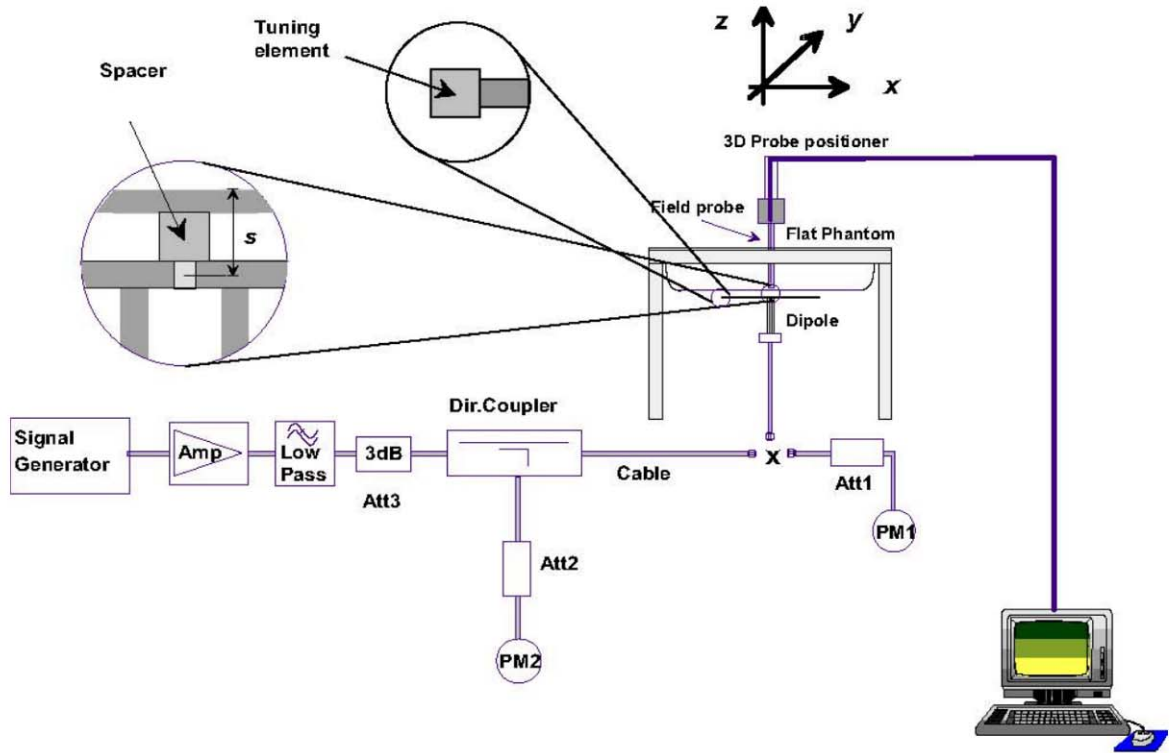 Tuning
element
z
y
x
Spacer
3D Probe positioner
Field probe
Flat Phantom
s
Dipole
Dir.Coupler
Signal
Generator
Amp
Low
Pass
3dB
Att3
Cable
x
Att1
PM1
Att2
PM2